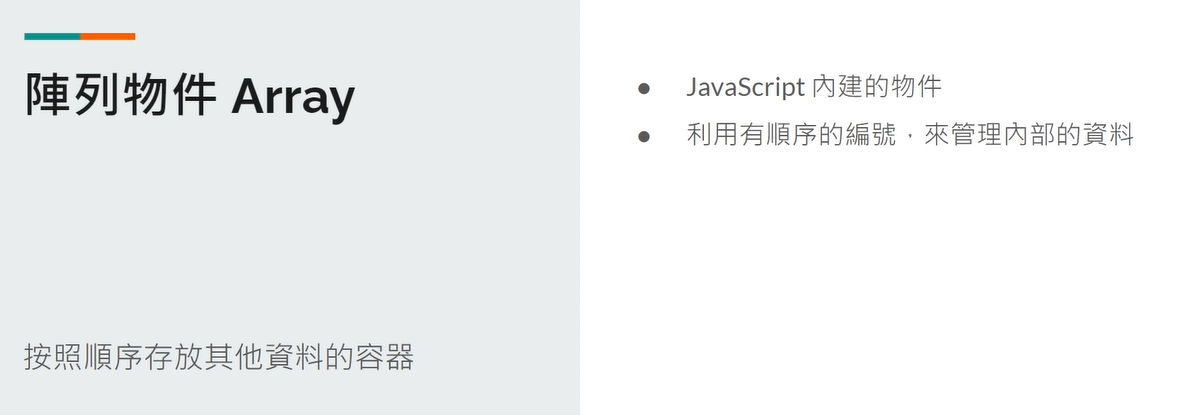 陣列物件 Array
按照順序存放其他資料的容器
● JavaScript 內建的物件
● 利用有順序的編號，來管理內部的資料